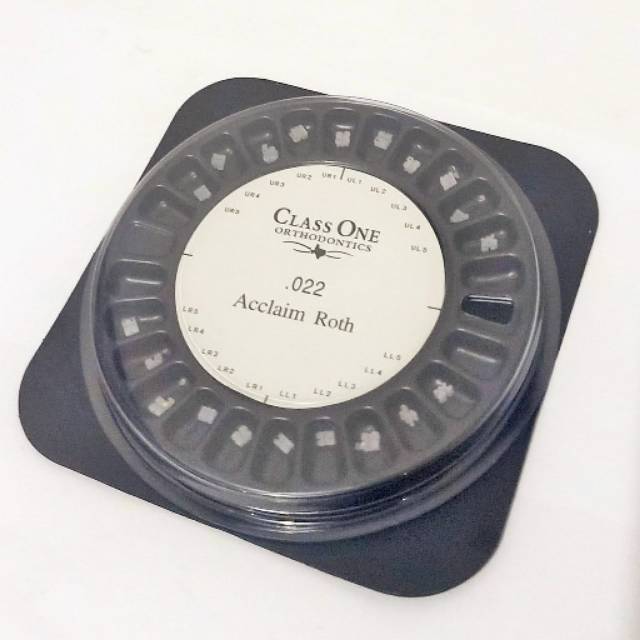 UR5 UR4 UR3 UR2 UR1 UL1 UL2 UL3 UL4 UL5
CLASS ONE
ORTHODONTICS
.022
Acclaim Roth
LR5 LR4 LR3 LR2 LR1 LL1 LL2 LL3 LL4 LL5